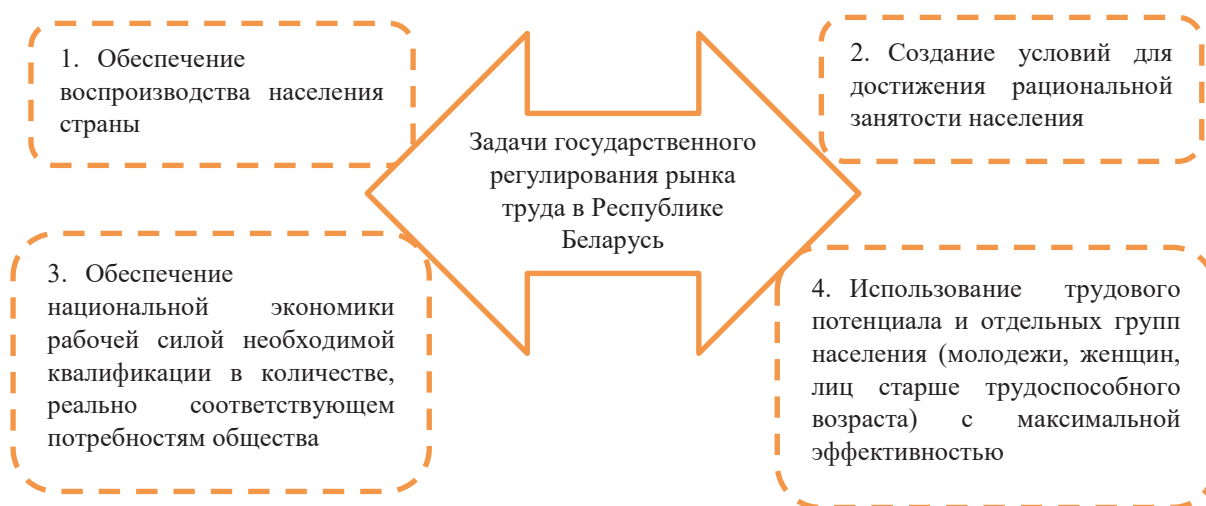 1. Обеспечение
воспроизводства населения
страны
2. Создание условий для
достижения рациональной
занятости населения
Задачи государственного
регулирования рынка
труда в Республике
Беларусь
3. Обеспечение
национальной экономики
рабочей силой необходимой
квалификации в количестве,
реально соответствующем
потребностям общества
4. Использование трудового
потенциала и отдельных групп
населения (молодежи, женщин,
лиц старше трудоспособного
возраста) с максимальной
эффективностью